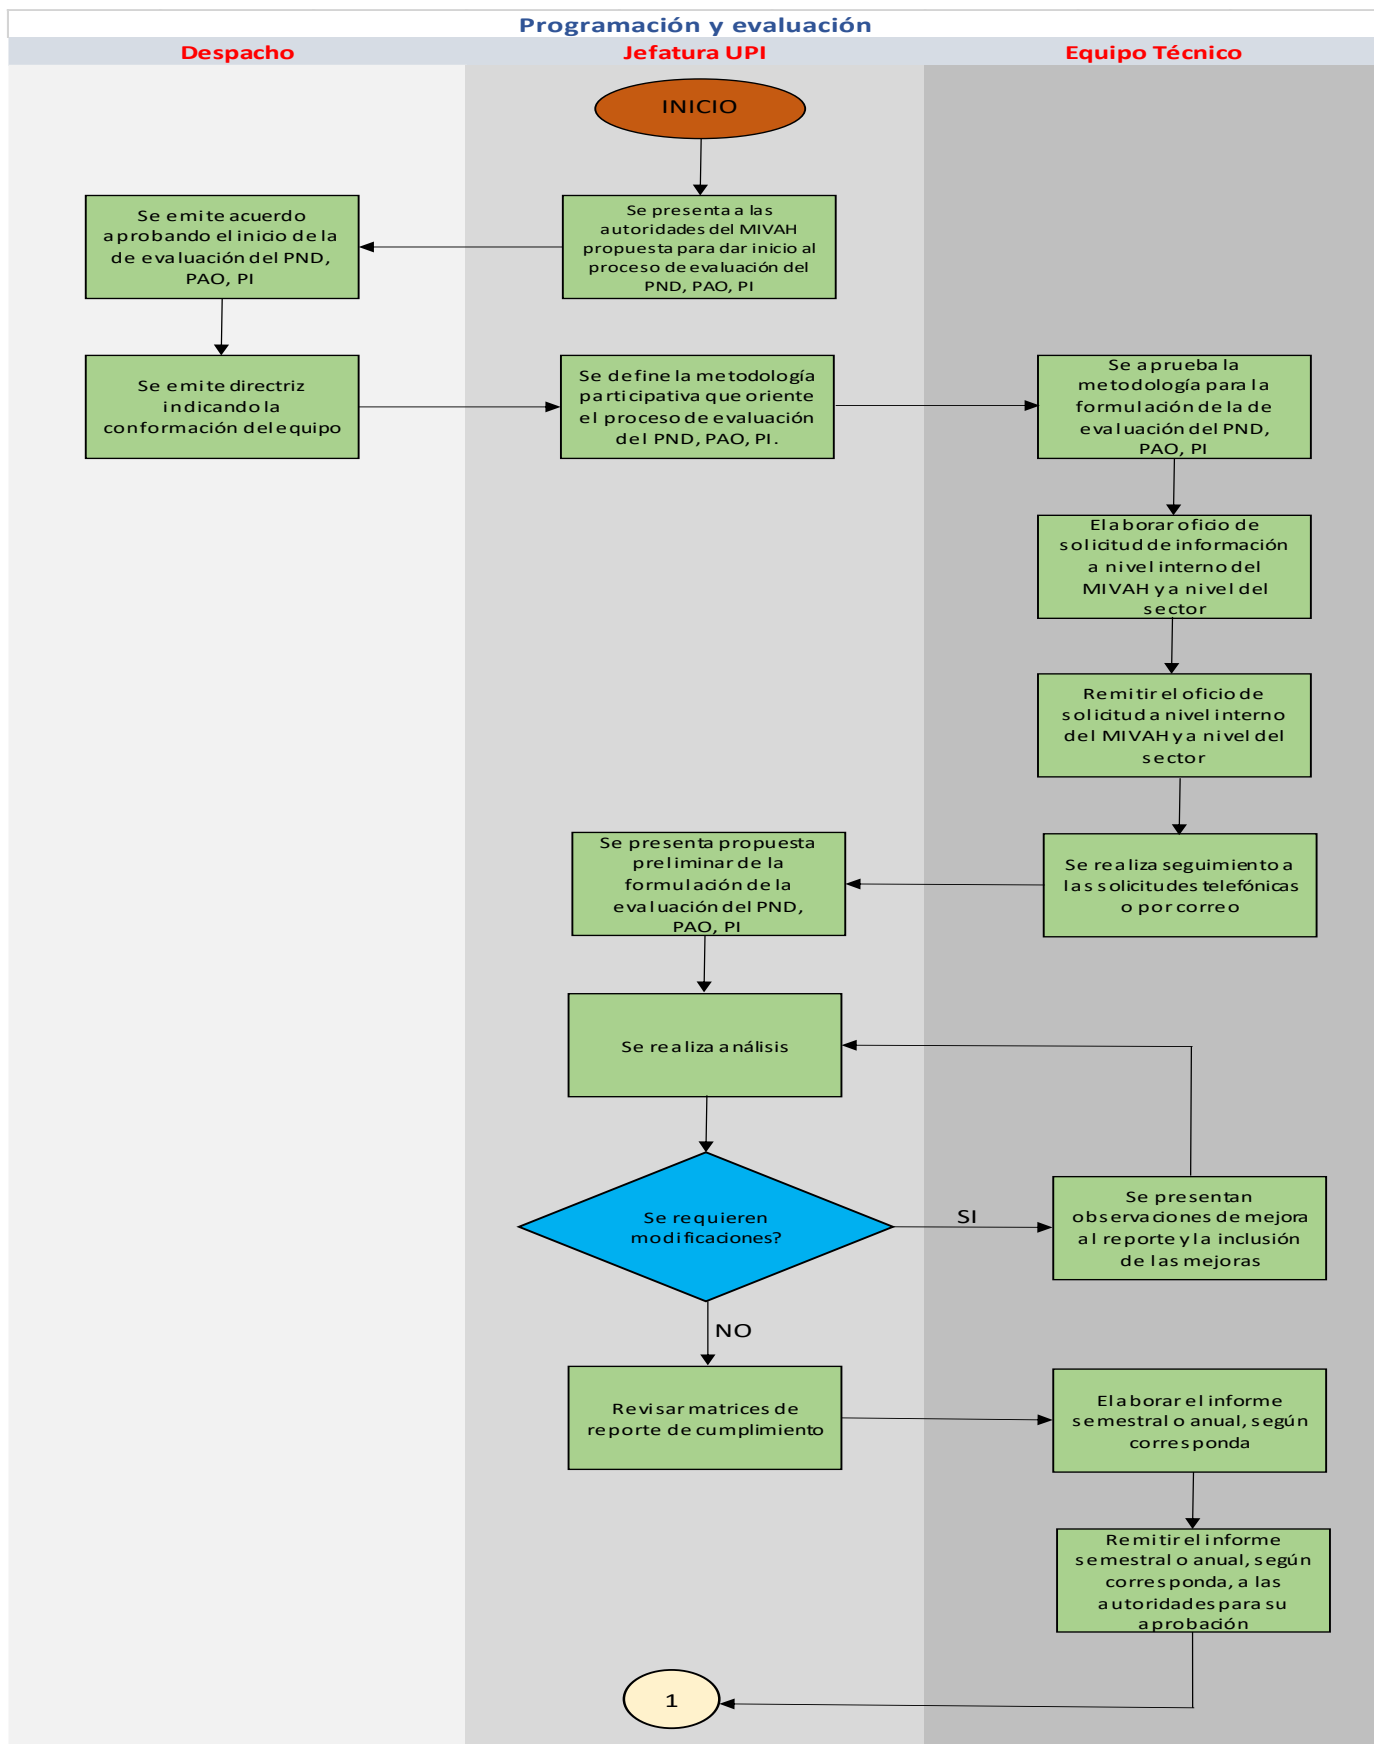 Programación y evaluación
Despacho
Jefatura UPI
Equipo Técnico
INICIO
Se presenta a las
autoridades del MIVAH
propuesta para dar inicio al
proceso de evaluación del
PND, PAO, PI
Se emite acuerdo
aprobando el inicio de la
de evaluación del PND,
PAO, PI
Se emite directriz
indicando la
conformación del equipo
Se define la metodología
participativa que oriente
el proceso de evaluación
del PND, PAO, PI.
Se aprueba la
metodología para la
formulación de la de
evaluación del PND,
PAO, PI
Elaborar oficio de
solicitud de información
a nivel interno del
MIVAH y a nivel del
sector
Remitir el oficio de
solicitud a nivel interno
del MIVAH y a nivel del
sector
Se realiza seguimiento a
las solicitudes telefónicas
o por correo
Se presenta propuesta
preliminar de la
formulación de la
evaluación del PND,
PAO, PI
Se realiza análisis
Se requieren
modificaciones?
SI
Se presentan
observaciones de mejora
al reporte y la inclusión
de las mejoras
NO
Revisar matrices de
reporte de cumplimiento
Elaborar el informe
semestral o anual, según
corresponda
Remitir el informe
semestral o anual, según
corresponda, a las
autoridades para su
aprobación
1